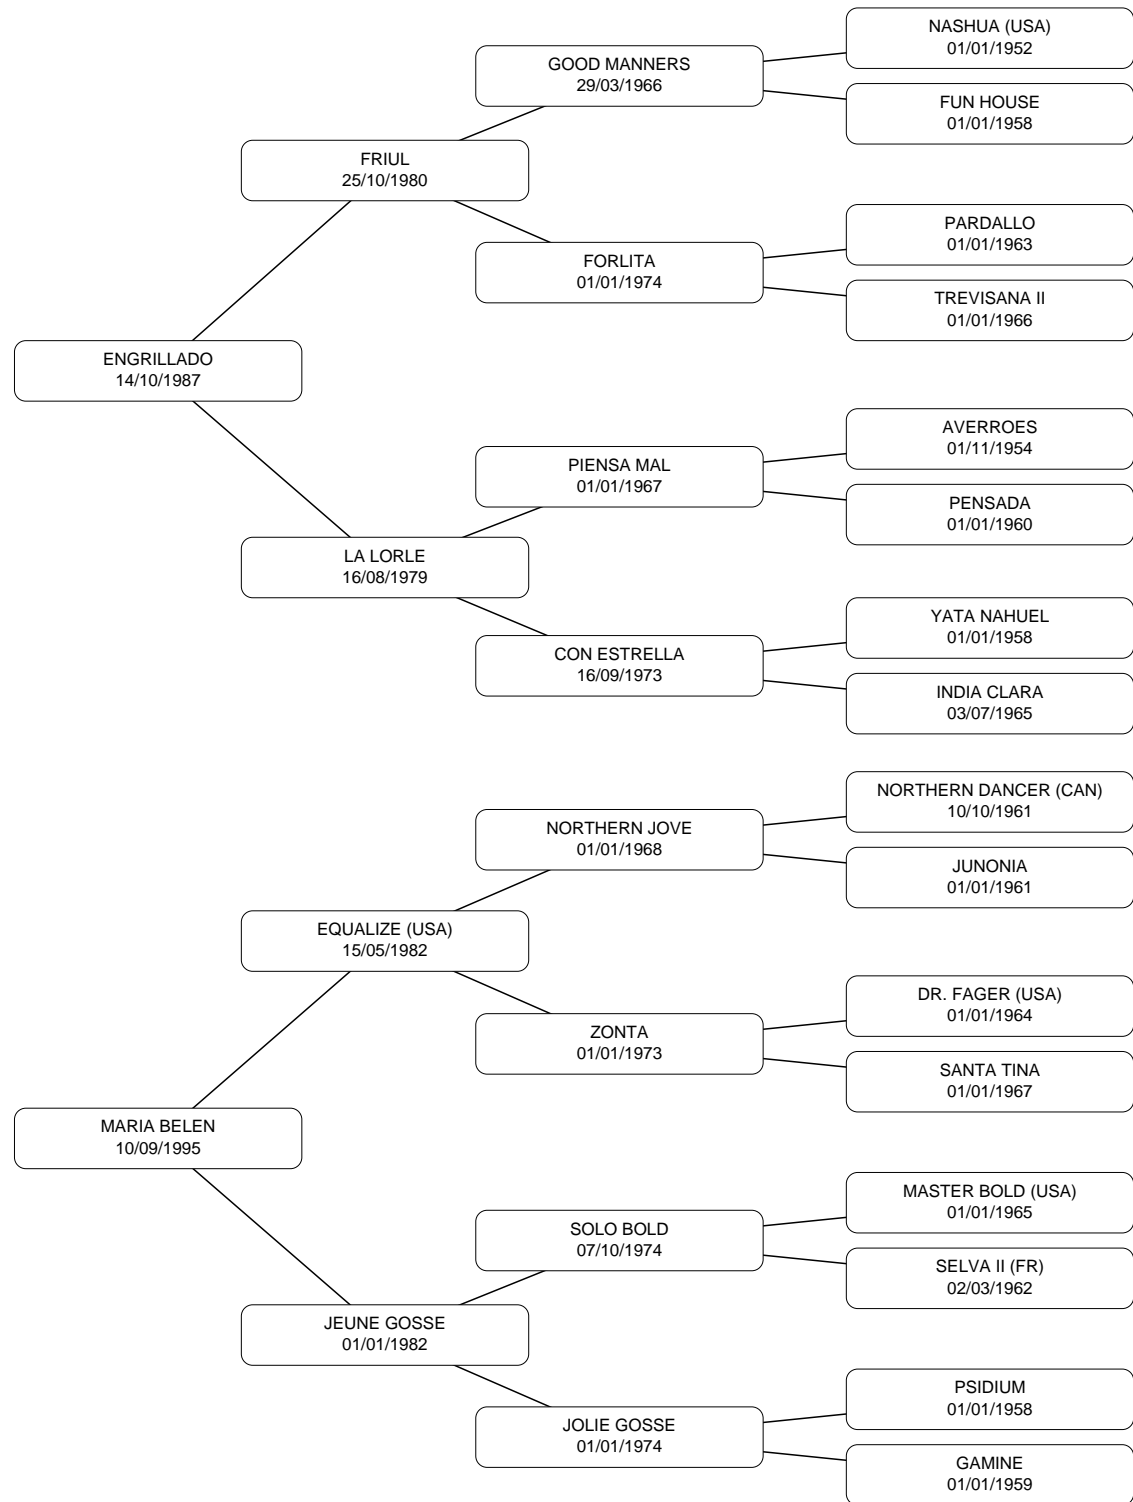 NASHUA (USA)
01/01/1952
GOOD MANNERS
29/03/1966
FUN HOUSE
01/01/1958
FRIUL
25/10/1980
PARDALLO
01/01/1963
FORLITA
01/01/1974
TREVISANA II
01/01/1966
ENGRILLADO
14/10/1987
AVERROES
01/11/1954
PIENSA MAL
01/01/1967
PENSADA
01/01/1960
LA LORLE
16/08/1979
YATA NAHUEL
01/01/1958
CON ESTRELLA
16/09/1973
INDIA CLARA
03/07/1965
NORTHERN DANCER (CAN)
10/10/1961
NORTHERN JOVE
01/01/1968
JUNONIA
01/01/1961
EQUALIZE (USA)
15/05/1982
DR. FAGER (USA)
01/01/1964
ZONTA
01/01/1973
SANTA TINA
01/01/1967
MARIA BELEN
10/09/1995
MASTER BOLD (USA)
01/01/1965
SOLO BOLD
07/10/1974
SELVA II (FR)
02/03/1962
JEUNE GOSSE
01/01/1982
PSIDIUM
01/01/1958
JOLIE GOSSE
01/01/1974
GAMINE
01/01/1959